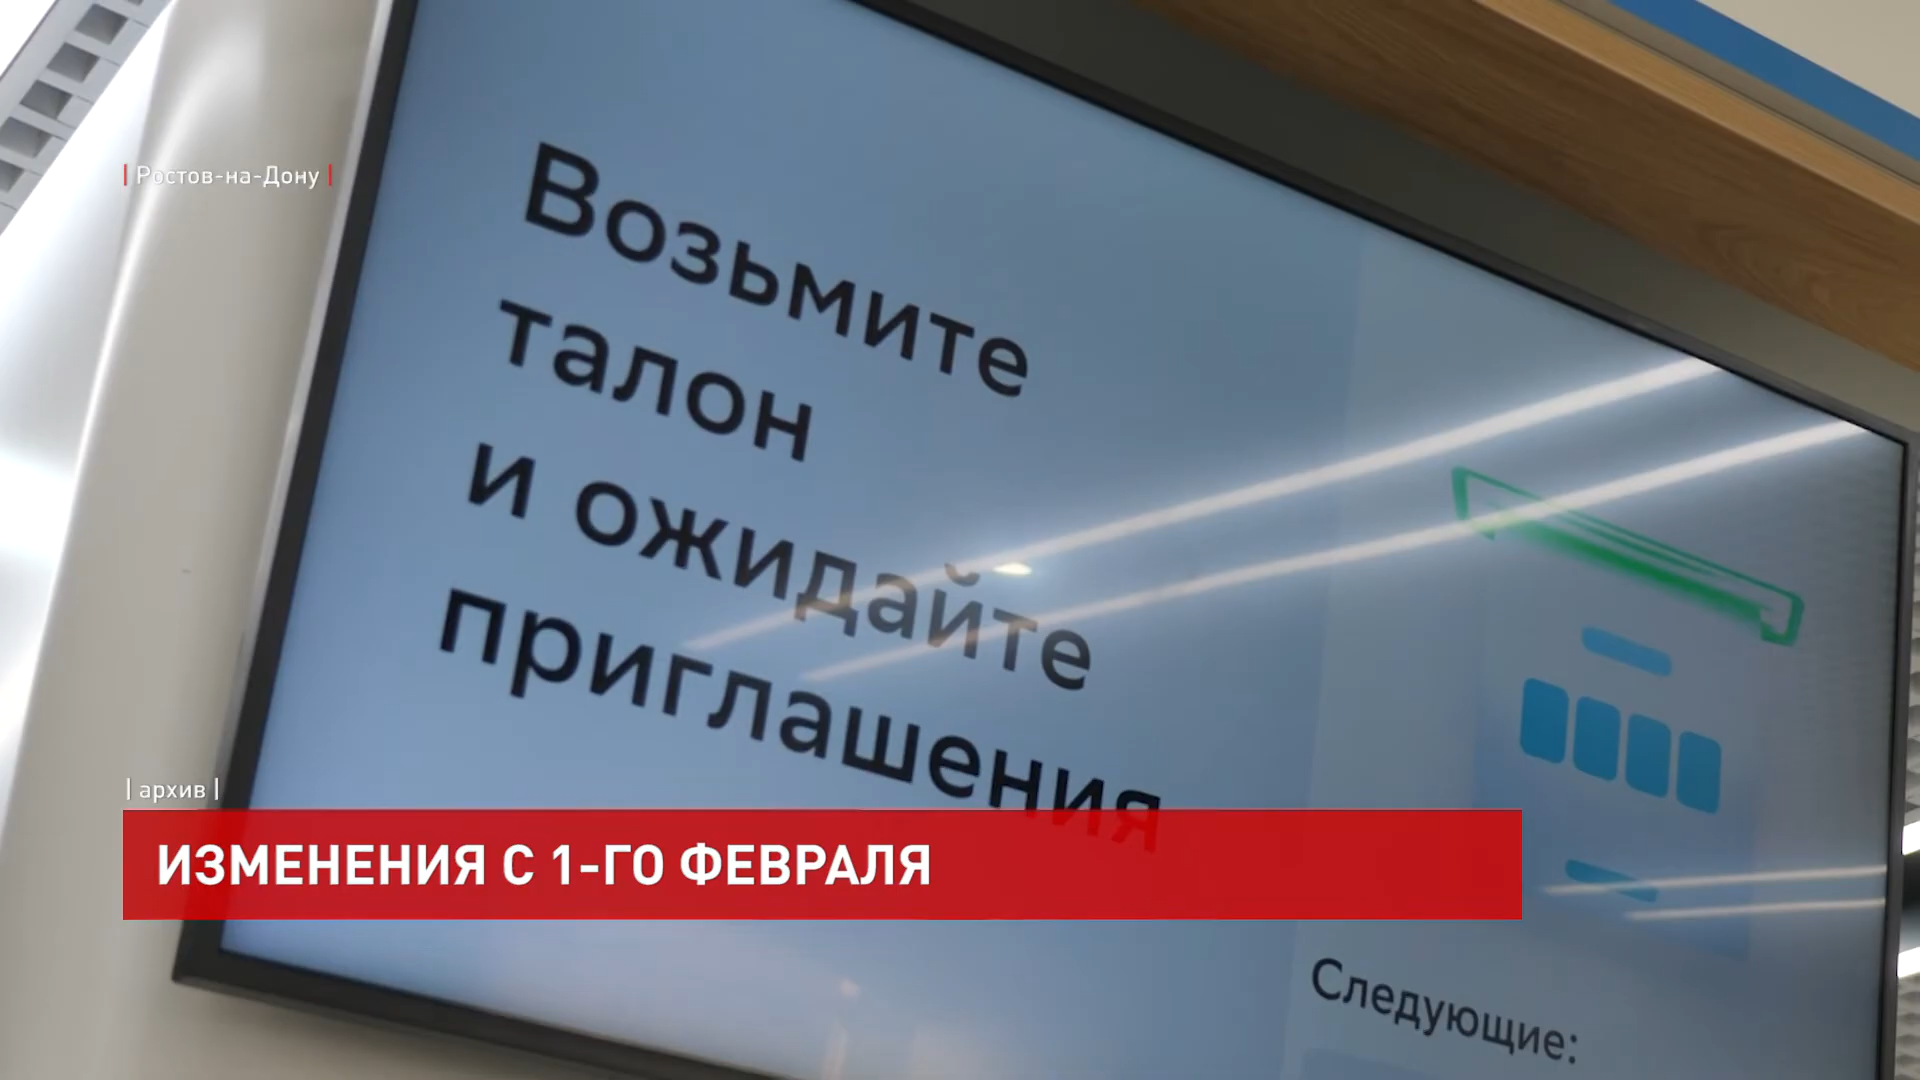 | Ростов-на-Дону |
Возьмите
талон
и ожидайте
приглашения
| архив |
ИЗМЕНЕНИЯ С 1-ГО ФЕВРАЛЯ
Следующие: